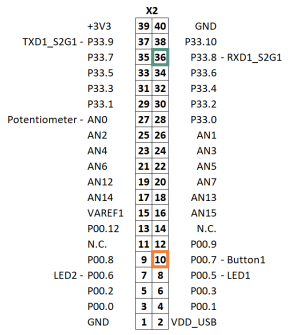 X2
+3V3 39 40 GND
TXD1_S2G1 - P33.9 37 38 P33.10
P33.7 35 36 P33.8 - RXD1_S2G1
P33.5 33 34 P33.6
P33.3 31 32 P33.4
P33.1 29 30 P33.2
Potentiometer - AN0 27 28 P33.0
AN2 25 26 AN1
AN4 23 24 AN3
AN6 21 22 AN5
AN12 19 20 AN7
AN14 17 18 AN13
VAREF1 15 16 AN15
P00.12 13 14 N.C.
N.C. 11 12 P00.9
P00.8 9 10 P00.7 - Button1
LED2 - P00.6 7 8 P00.5 - LED1
P00.2 5 6 P00.3
P00.0 3 4 P00.1
GND 1 2 VDD_USB